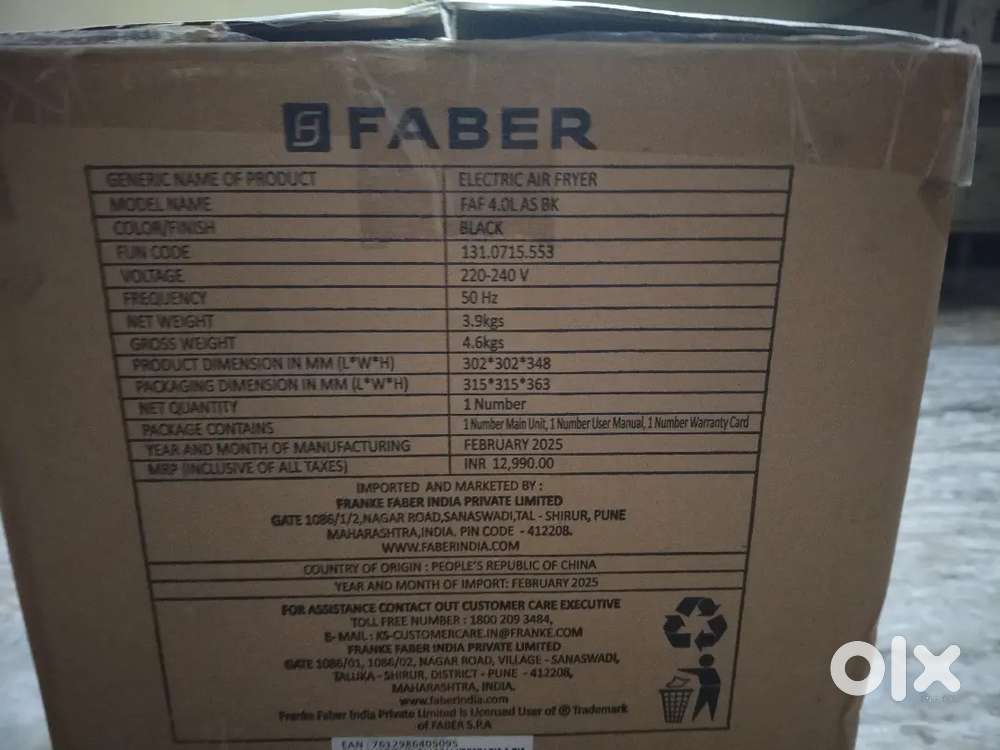 FABER
GENERIC NAME OF PRODUCT ELECTRIC AIR FRYER
MODEL NAME FAF 4.0L AS BK
COLOR/FINISH BLACK
FUN CODE 131.0715.553
VOLTAGE 220-240 V
FREQUENCY 50 Hz
NET WEIGHT 3.9kgs
GROSS WEIGHT 4.6kgs
PRODUCT DIMENSION IN MM (L*W*H) 302*302*348
PACKAGING DIMENSION IN MM (L*W*H) 315*315*363
NET QUANTITY 1 Number
PACKAGE CONTAINS 1 Number Main Unit, 1 Number User Manual, 1 Number Warranty Card
YEAR AND MONTH OF MANUFACTURING FEBRUARY 2025
MRP (INCLUSIVE OF ALL TAXES) INR 12,990.00
IMPORTED AND MARKETED BY :
FRANKE FABER INDIA PRIVATE LIMITED
GATE 1086/1/2,NAGAR ROAD,SANASWADI,TAL - SHIRUR, PUNE
MAHARASHTRA,INDIA. PIN CODE - 412208.
WWW.FABERINDIA.COM
COUNTRY OF ORIGIN : PEOPLE'S REPUBLIC OF CHINA
YEAR AND MONTH OF IMPORT: FEBRUARY 2025
FOR ASSISTANCE CONTACT OUT CUSTOMER CARE EXECUTIVE
TOLL FREE NUMBER : 1800 209 3484,
E- MAIL : KS-CUSTOMERCARE.IN@FRANKE.COM
FRANKE FABER INDIA PRIVATE LIMITED
GATE 1086/01, 1086/02, NAGAR ROAD, VILLAGE - SANASWADI,
TALUKA - SHIRUR, DISTRICT - PUNE - 412208,
MAHARASHTRA, INDIA.
www.faberindia.com
Franke Faber India Private Limited is Licensed User of ® Trademark
of FABER S.P.A
EAN : 7612986405095
olx